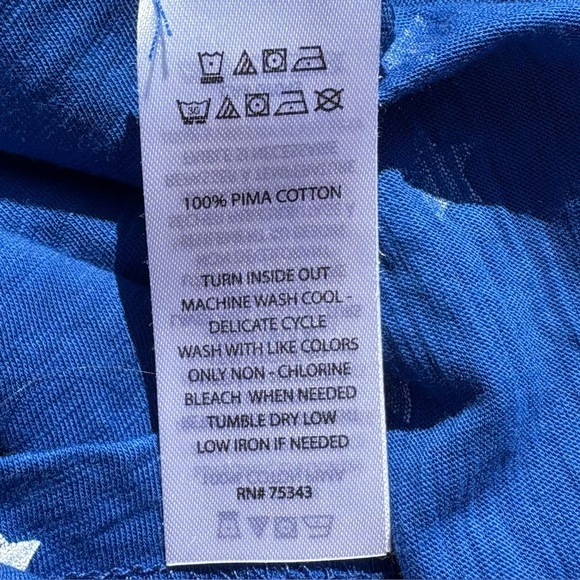 30
100% PIMA COTTON
TURN INSIDE OUT
MACHINE WASH COOL -
DELICATE CYCLE
WASH WITH LIKE COLORS
ONLY NON - CHLORINE
BLEACH WHEN NEEDED
TUMBLE DRY LOW
LOW IRON IF NEEDED
RN# 75343